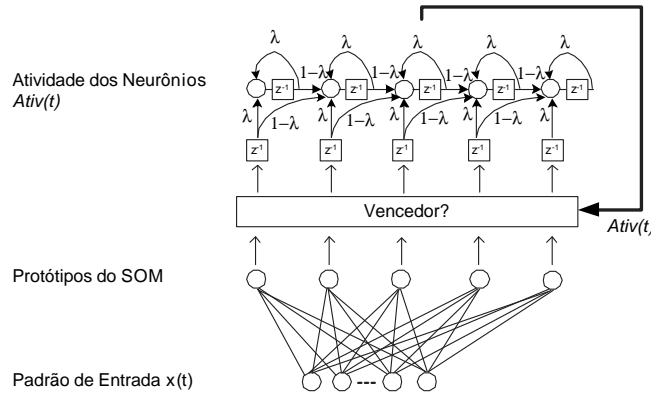 λ λ λ λ λ
1−λ 1−λ 1−λ 1−λ
Atividade dos Neurônios
Ativ(t)
z-1 z-1 z-1 z-1 z-1
λ λ λ λ λ
1−λ 1−λ 1−λ 1−λ
z-1 z-1 z-1 z-1 z-1
Vencedor?
Ativ(t)
Protótipos do SOM
Padrão de Entrada x(t)